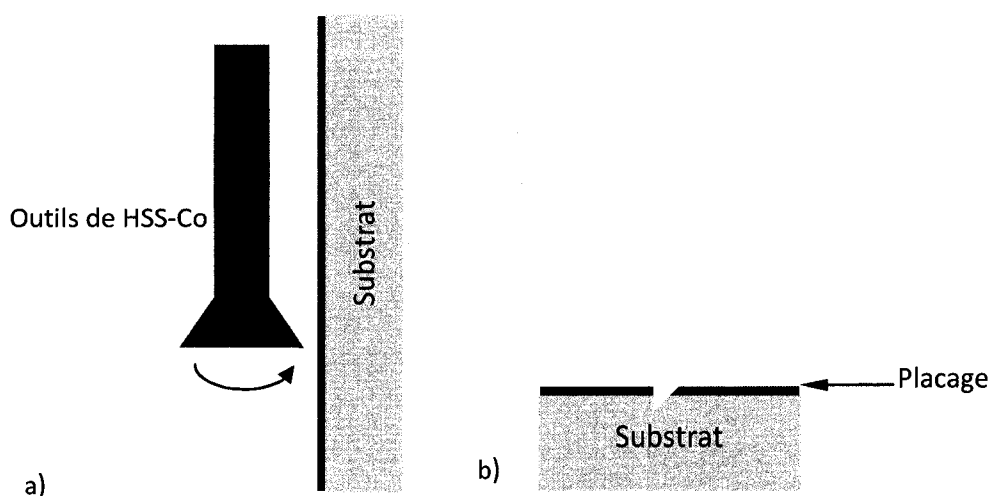 Outils de HSS-Co
Substrat
a)
Placage
Substrat
b)